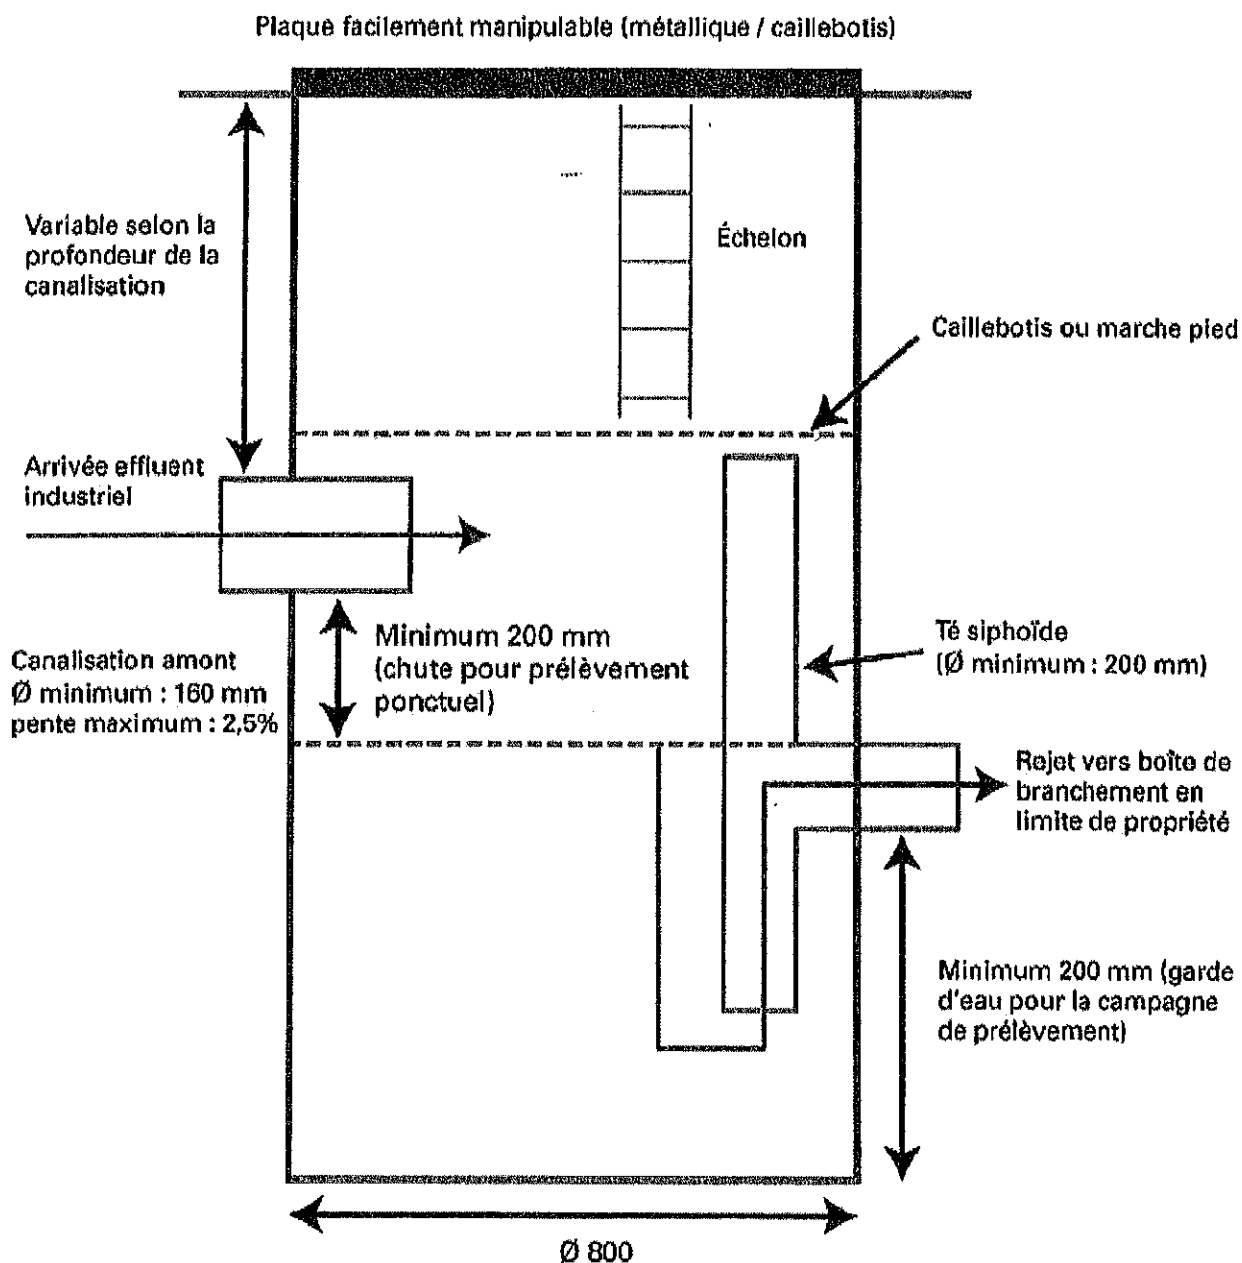 Plaque facilement manipulable (métallique / caillebotis)
Variable selon la
profondeur de la
canalisation
Échelon
Caillebotis ou marche pied
Arrivée effluent
industriel
Minimum 200 mm
(chute pour prélèvement
ponctuel)
Té siphoïde
(Ø minimum : 200 mm)
Canalisation amont
Ø minimum : 160 mm
pente maximum : 2,5%
Rejet vers boîte de
branchement en
limite de propriété
Minimum 200 mm (garde
d'eau pour la campagne
de prélèvement)
Ø 800